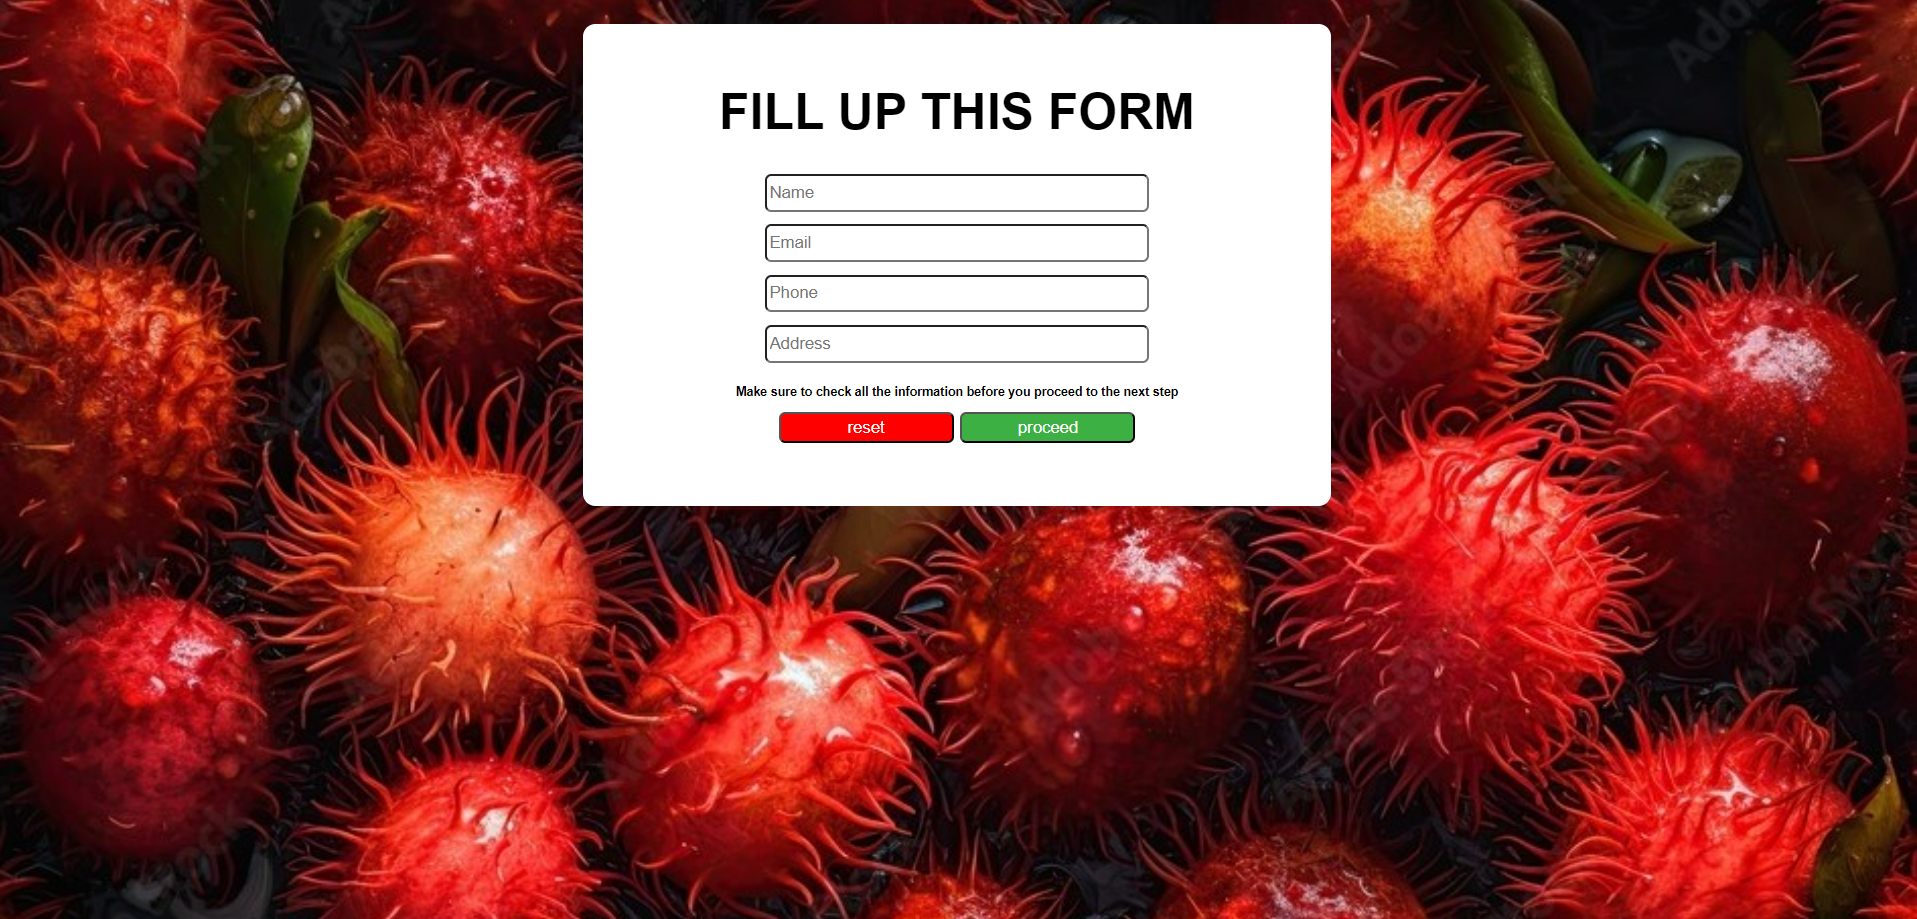 FILL UP THIS FORM
Name
Email
Phone
Address
Make sure to check all the information before you proceed to the next step
reset proceed